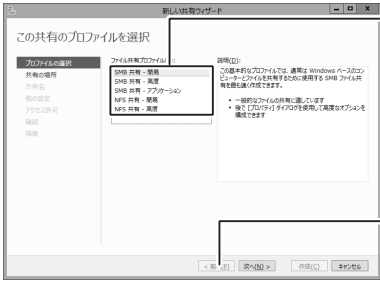 新しい共有ウィザード
この共有のプロファイルを選択
プロファイルの選択
共有の場所
共有名
他の設定
アクセス許可
確認
結果
ファイル共有プロファイル( ):
SMB 共有 - 簡易
SMB 共有 - 高度
SMB 共有 - アプリケーション
NFS 共有 - 簡易
NFS 共有 - 高度
説明(D):
この基本的なプロファイルでは、通常は Windows ベースのコン
ピューターとファイルを共有するために使用する SMB ファイル共
有を最も速く作成できます。
• 一般的なファイルの共有に適しています
• 後で [プロパティ] ダイアログを使用して高度なオプションを
構成できます
< 前 (P)
次へ(N) >
作成(C)
キャンセル